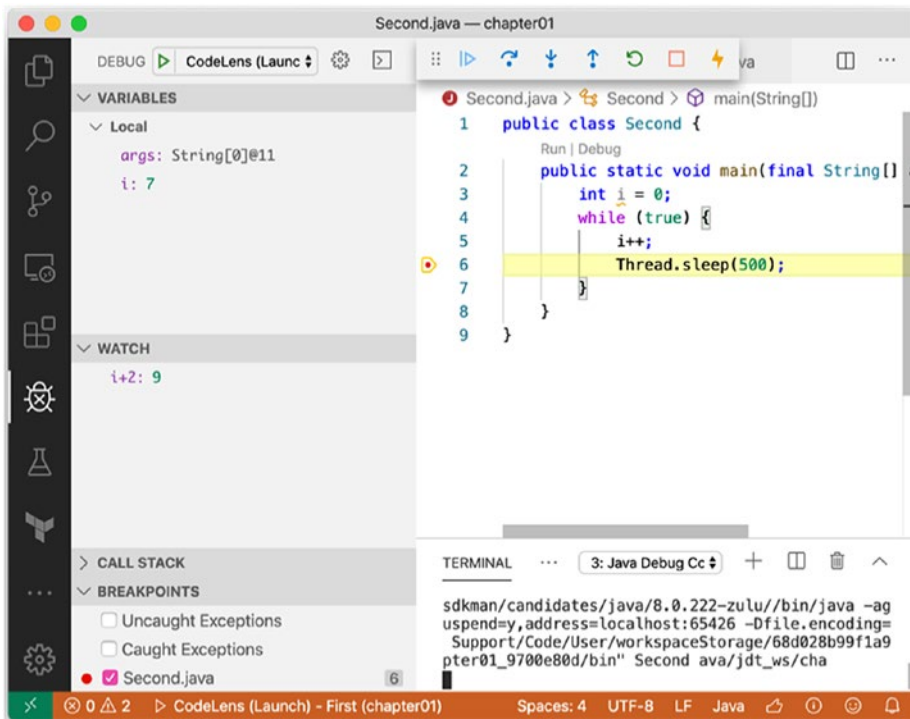 Second.java — chapter01
DEBUG CodeLens (Launc
va
VARIABLES
Local
args: String[0]@11
i: 7
WATCH
i+2: 9
CALL STACK
BREAKPOINTS
Uncaught Exceptions
Caught Exceptions
Second.java 6
Second.java > Second > main(String[])
1 public class Second {
Run | Debug
2 public static void main(final String[]
3 int i = 0;
4 while (true) {
5 i++;
6 Thread.sleep(500);
7 }
8 }
9 }
TERMINAL ... 3: Java Debug Cc
sdkman/candidates/java/8.0.222-zulu//bin/java -ag
uspend=y,address=localhost:65426 -Dfile.encoding=
Support/Code/User/workspaceStorage/68d028b99f1a9
pter01_9700e80d/bin" Second ava/jdt_ws/cha
0 2 CodeLens (Launch) - First (chapter01) Spaces: 4 UTF-8 LF Java